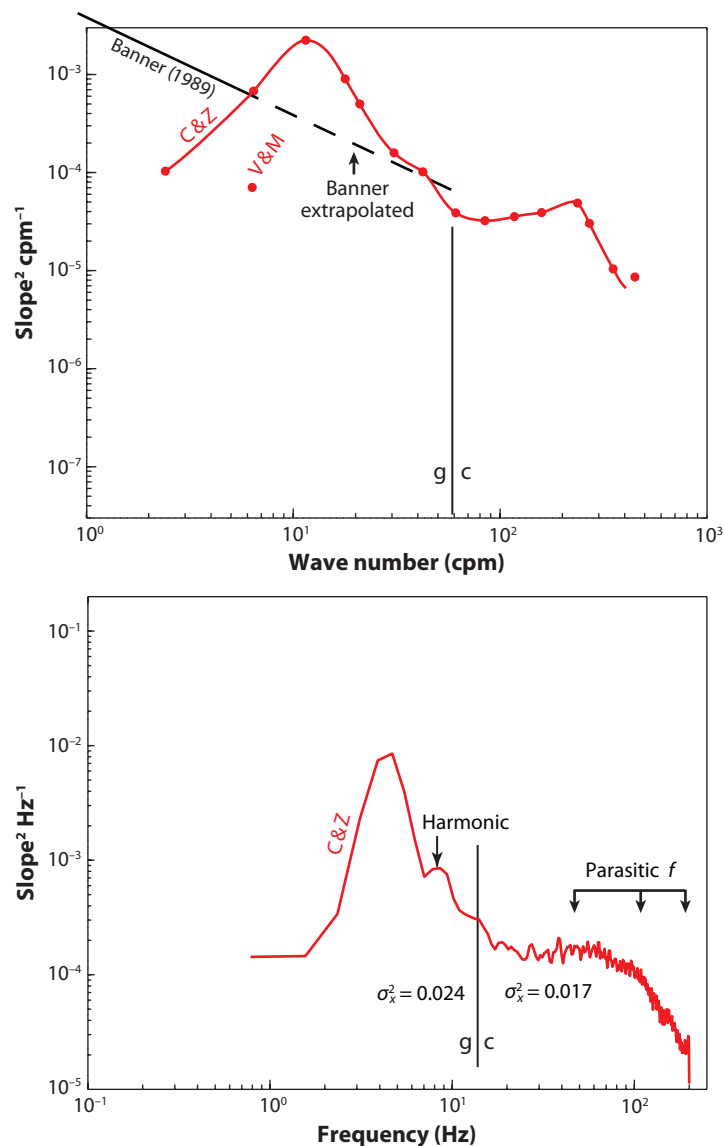 10⁻³
10⁻⁴
10⁻⁵
10⁻⁶
10⁻⁷
Slope² cpm⁻¹
Banner (1989)
C&Z
V&M
Banner
extrapolated
g c
10⁰ 10¹ 10² 10³
Wave number (cpm)
10⁻¹
10⁻²
10⁻³
10⁻⁴
10⁻⁵
Slope² Hz⁻¹
C&Z
Harmonic
Parasitic f
σₓ² = 0.024 σₓ² = 0.017
g c
10⁻¹ 10⁰ 10¹ 10²
Frequency (Hz)